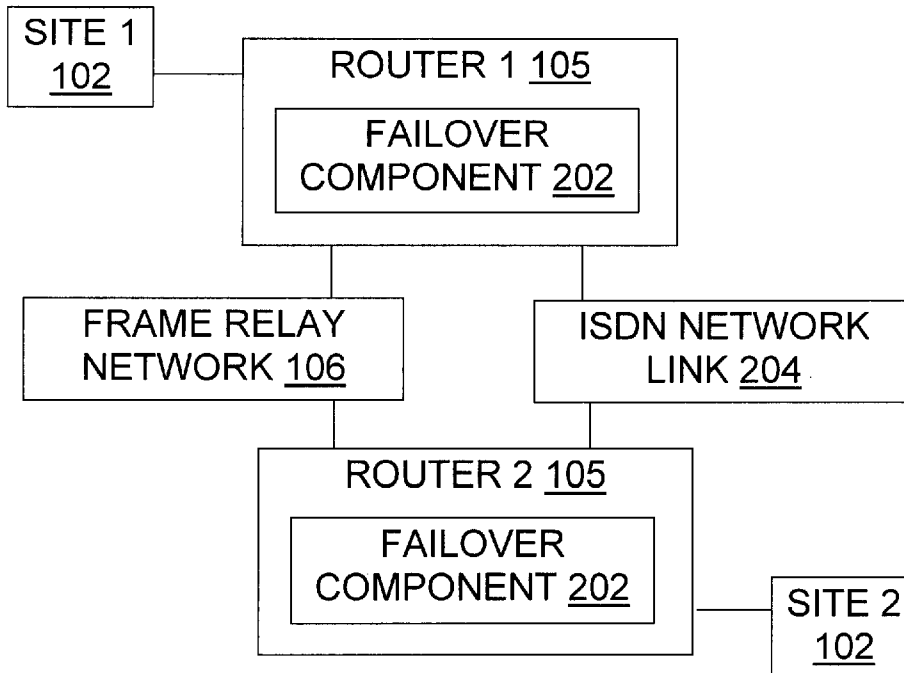 SITE 1
102
ROUTER 1 105
FAILOVER
COMPONENT 202
FRAME RELAY
NETWORK 106
ISDN NETWORK
LINK 204
ROUTER 2 105
FAILOVER
COMPONENT 202
SITE 2
102